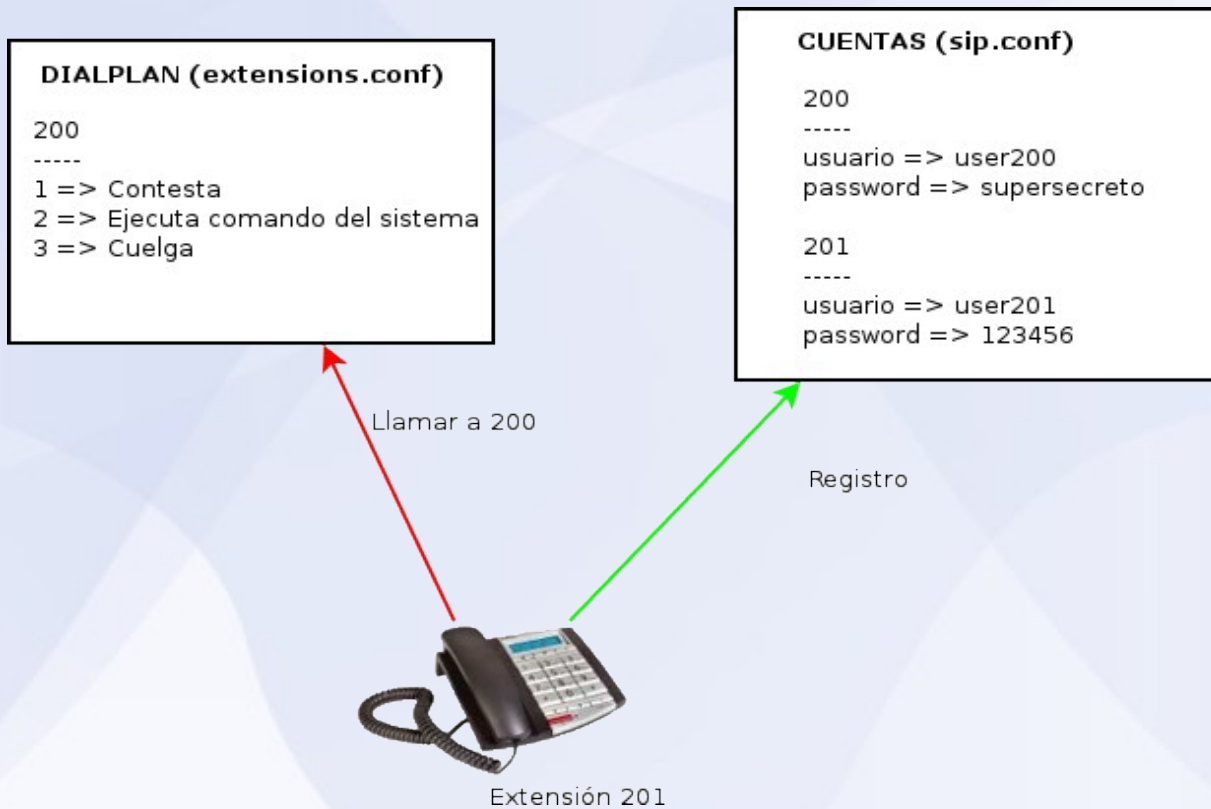 DIALPLAN (extensions.conf)
200
-----
1 => Contesta
2 => Ejecuta comando del sistema
3 => Cuelga
CUENTAS (sip.conf)
200
-----
usuario => user200
password => supersecreto
201
-----
usuario => user201
password => 123456
Llamar a 200
Registro
Extensión 201